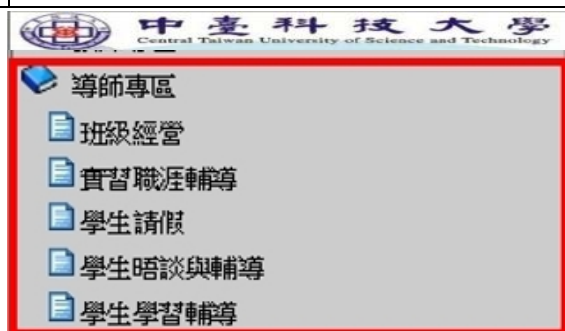 中臺科技大學
Central Taiwan University of Science and Technology
導師專區
班級經營
實習職涯輔導
學生請假
學生晤談與輔導
學生學習輔導